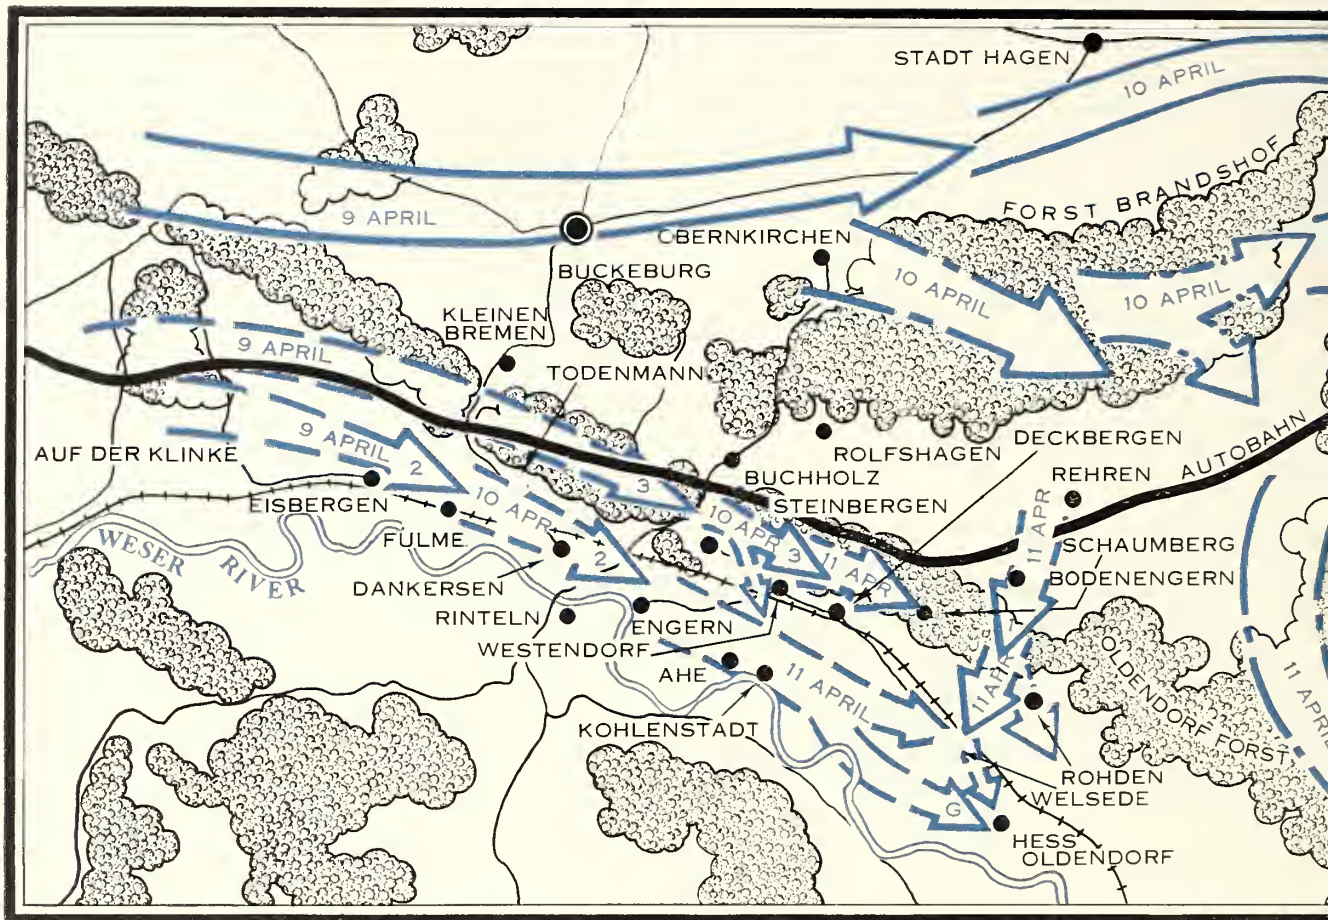 STADT HAGEN
10 APRIL
FORST BRANDSHOF
9 APRIL
OBERNKIRCHEN
BUCKEBURG
10 APRIL
10 APRIL
KLEINEN
BREMEN
9 APRIL
TODENMANN
9 APRIL
2
AUF DER KLINKE
EISBERGEN
3
ROLFSHAGEN
DECKBERGEN
BUCHHOLZ
STEINBERGEN
REHREN
AUTOBAHN
10 APR
FULME
2
10 APR
3
11 APR
11 APR
SCHAUMBERG
BODENENGERN
WESER RIVER
DANKERSEN
RINTELN
ENGERN
WESTENDORF
1
AHE
11 APRIL
11 APR
OLDENDORF FORST
11 APRIL
KOHLENSTADT
ROHDEN
WELSEDE
G
HESS
OLDENDORF